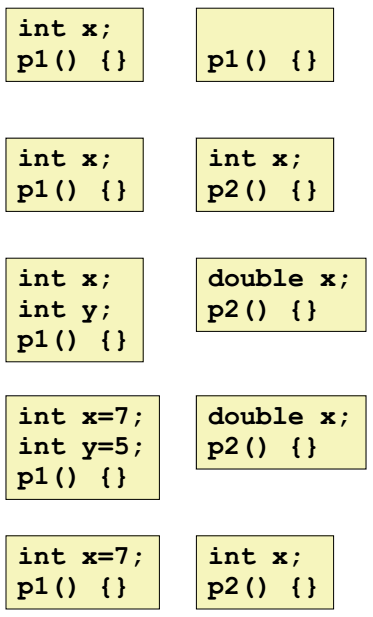 int x;
p1() {}
p1() {}
int x;
p1() {}
int x;
p2() {}
int x;
int y;
p1() {}
double x;
p2() {}
int x=7;
int y=5;
p1() {}
double x;
p2() {}
int x=7;
p1() {}
int x;
p2() {}